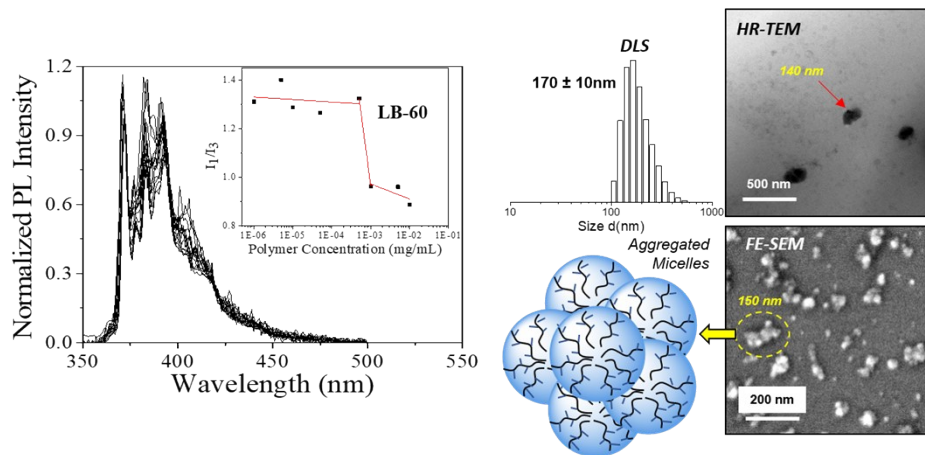 1.2
0.9
0.6
0.3
0.0
Normalized PL Intensity
350 400 450 500 550
Wavelength (nm)
1.4
1.2
1.0
0.8
I₁/I₃
LB-60
1E-06 1E-05 1E-04 1E-03 1E-02 1E-01
Polymer Concentration (mg/mL)
DLS
170 ± 10nm
10 100 1000
Size d(nm)
HR-TEM
140 nm
500 nm
Aggregated
Micelles
FE-SEM
150 nm
200 nm